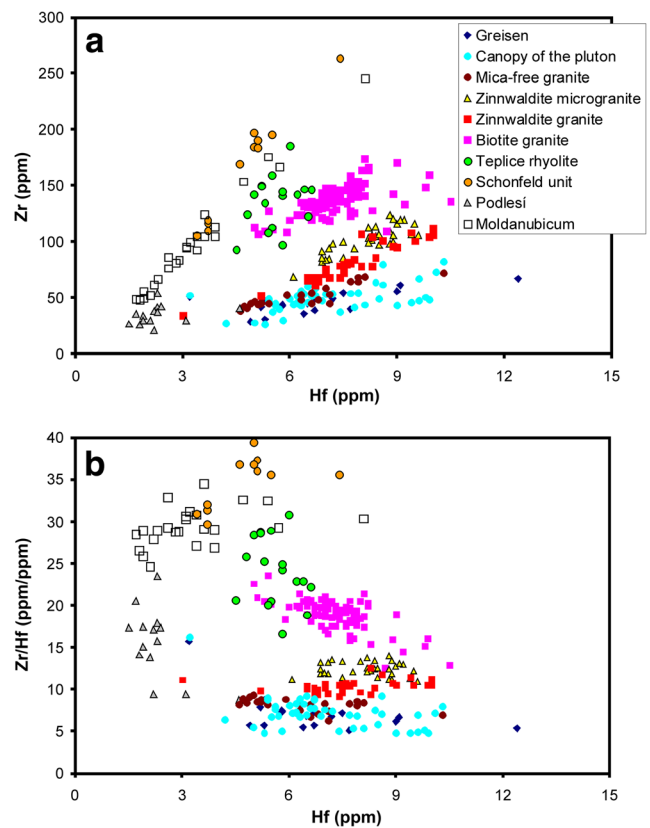 a
Zr (ppm)
300
250
200
150
100
50
0
0 3 6 9 12 15
Hf (ppm)
Greisen
Canopy of the pluton
Mica-free granite
Zinnwaldite microgranite
Zinnwaldite granite
Biotite granite
Teplice rhyolite
Schonfeld unit
Podlesí
Moldanubicum
b
Zr/Hf (ppm/ppm)
40
35
30
25
20
15
10
5
0
0 3 6 9 12 15
Hf (ppm)